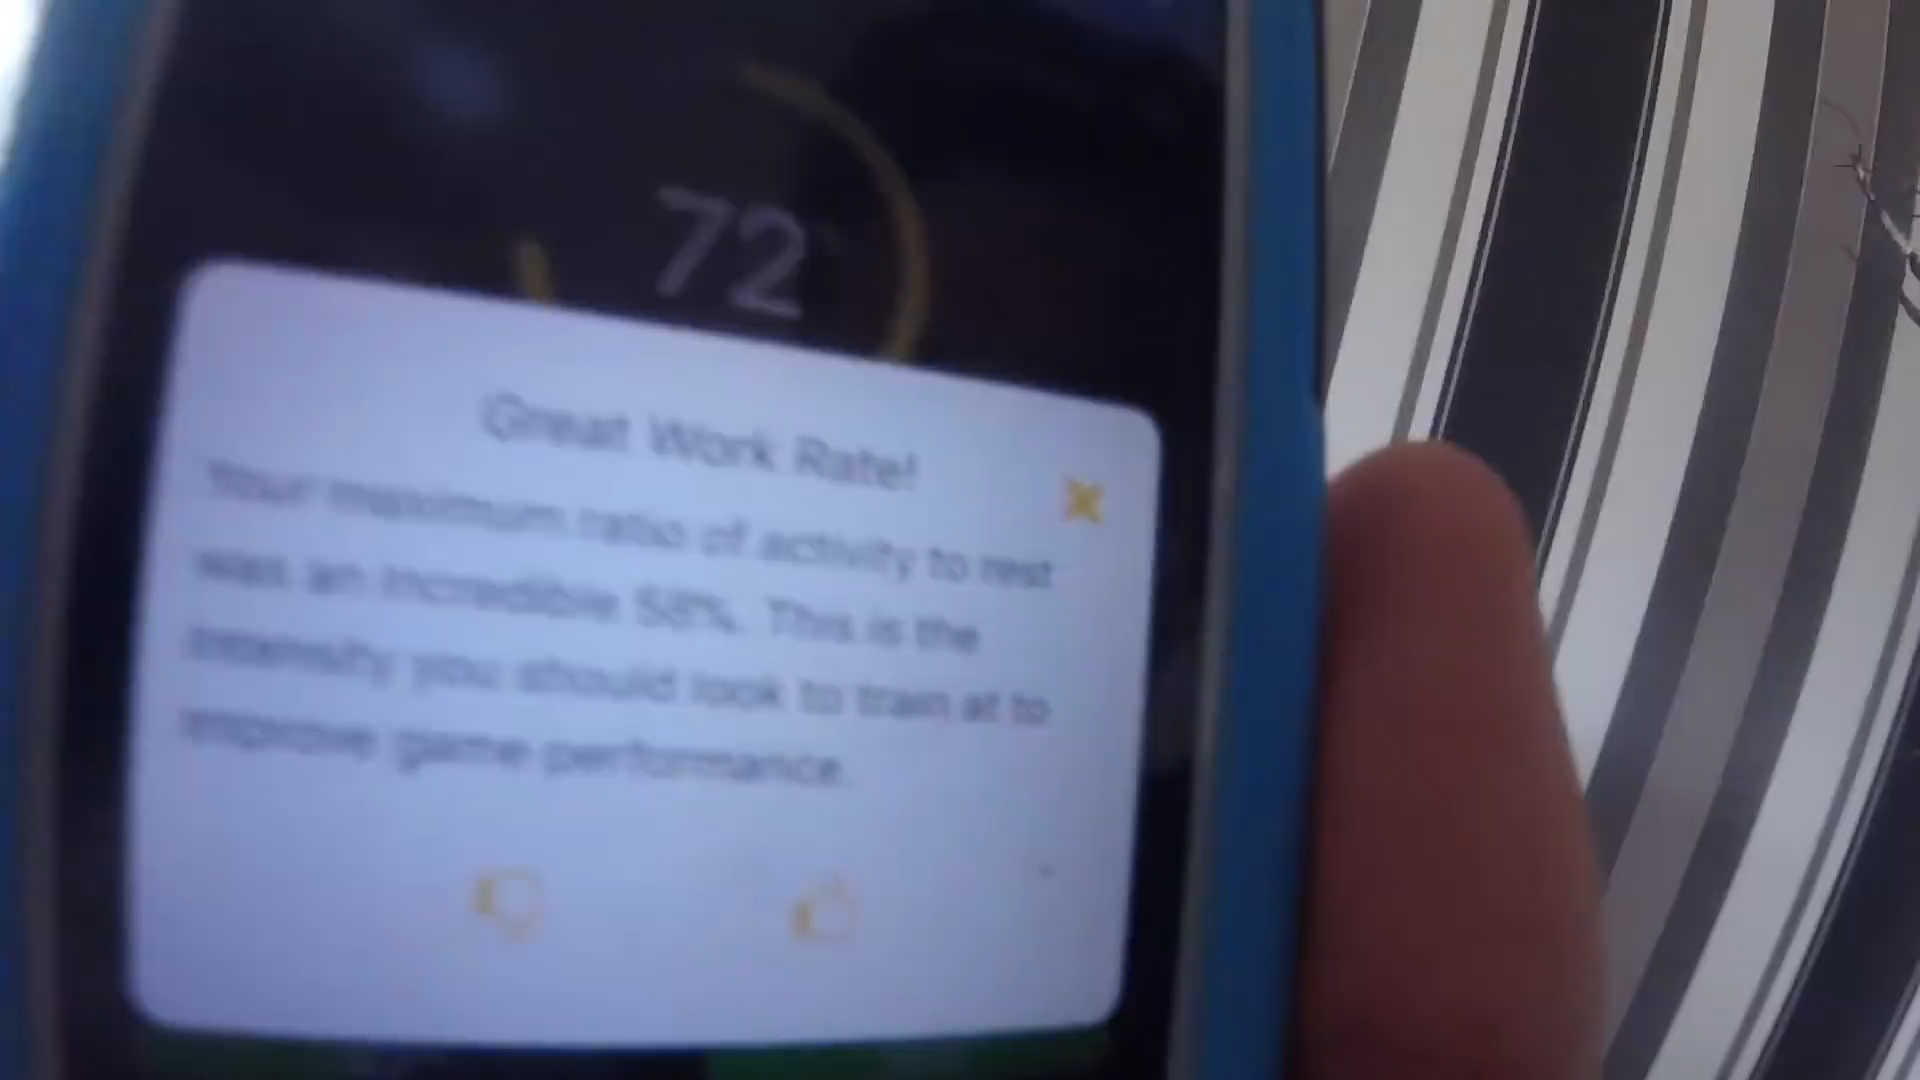 72
Great Work Rate!
Your maximum ratio of activity to rest
was an incredible 58%. This is the
intensity you should look to train at to
improve game performance.